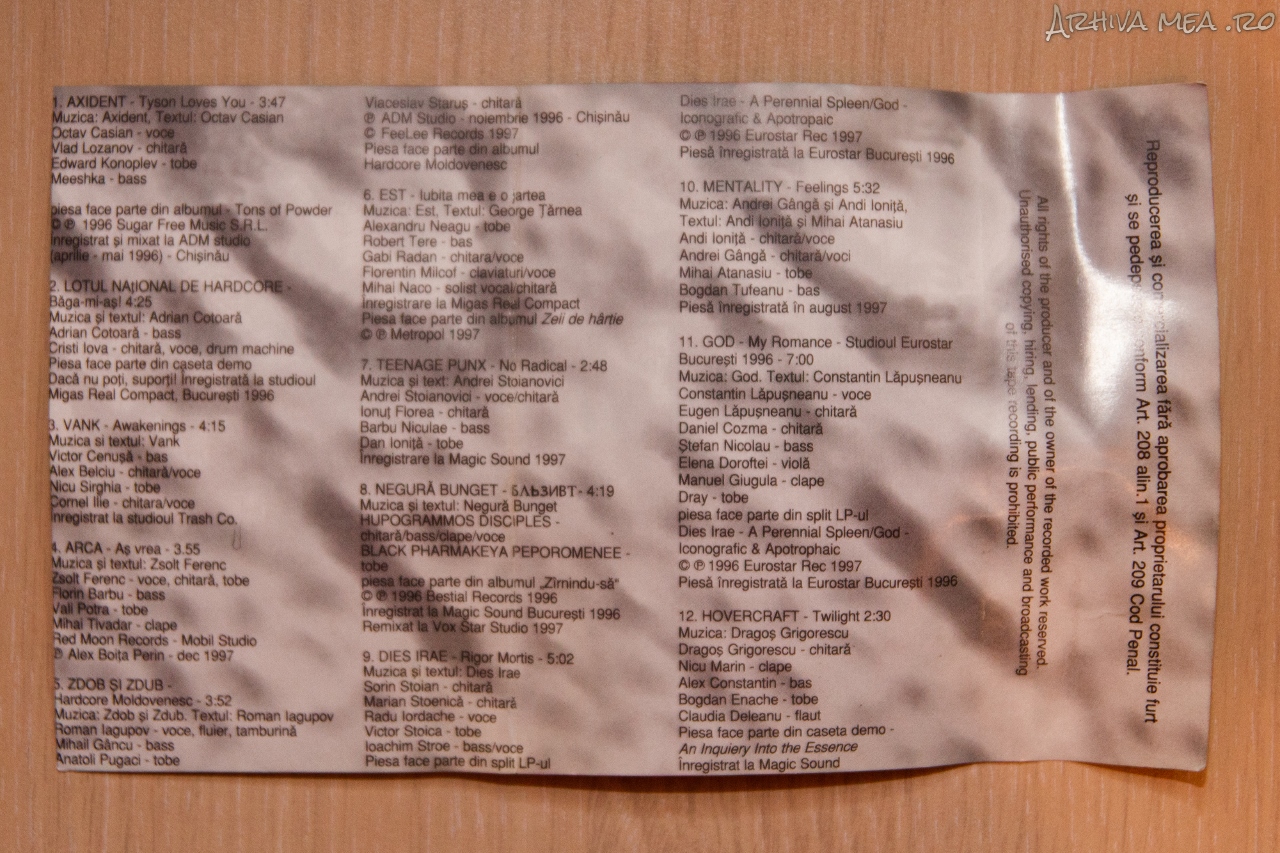 ARHIVA MEA .RO
1. AXIDENT - Tyson Loves You - 3:47
Muzica: Axident, Textul: Octav Casian
Octav Casian - voce
Vlad Lozanov - chitară
Edward Konoplev - tobe
Meeshka - bass
piesa face parte din albumul - Tons of Powder
© ℗ 1996 Sugar Free Music S.R.L.
Înregistrat și mixat la ADM studio
(aprilie - mai 1996) - Chișinău
2. LOTUL NAțIONAL DE HARDCORE -
Băga-mi-aș! 4:25
Muzica și textul: Adrian Cotoară
Adrian Cotoară - bass
Cristi Iova - chitară, voce, drum machine
Piesa face parte din caseta demo
Dacă nu poți, suporți! Înregistrată la studioul
Migas Real Compact, București 1996
3. VANK - Awakenings - 4:15
Muzica si textul: Vank
Victor Cenușă - bas
Alex Belciu - chitară/voce
Nicu Sirghia - tobe
Cornel Ilie - chitara/voce
Inregistrat la studioul Trash Co.
4. ARCA - Aș vrea - 3.55
Muzica si textul: Zsolt Ferenc
Zsolt Ferenc - voce, chitară, tobe
Florin Barbu - bass
Vali Potra - tobe
Mihai Tivadar - clape
Red Moon Records - Mobil Studio
℗ Alex Boița Perin - dec 1997
5. ZDOB ȘI ZDUB -
Hardcore Moldovenesc - 3:52
Muzica: Zdob și Zdub. Textul: Roman Iagupov
Roman Iagupov - voce, fluier, tamburină
Mihail Gâncu - bass
Anatoli Pugaci - tobe
Viaceslav Staruș - chitară
℗ ADM Studio - noiembrie 1996 - Chișinău
© FeeLee Records 1997
Piesa face parte din albumul
Hardcore Moldovenesc
6. EST - Iubita mea e o
Muzica: Est, Textul: George Țărnea
Alexandru Neagu - tobe
Robert Tere - bas
Gabi Radan - chitara/voce
Florentin Milcof - claviaturi/voce
Mihai Naco - solist vocal/chitară
Înregistrare la Migas Real Compact
Piesa face parte din albumul Zeii de hârtie
© ℗ Metropol 1997
7. TEENAGE PUNX - No Radical - 2:48
Muzica si text: Andrei Stoianovici
Andrei Stoianovici - voce/chitară
Ionuț Florea - chitară
Barbu Niculae - bass
Dan Ioniță - tobe
Înregistrare la Magic Sound 1997
8. NEGURĂ BUNGET - БЛЬЗИВТ - 4:19
Muzica si textul: Negură Bunget
HUPOGRAMMOS DISCIPLES -
chitară/bass/clape/voce
BLACK PHARMAKEYA PEPOROMENEE -
tobe
piesa face parte din albumul „Zîrnindu-să“
© ℗ 1996 Bestial Records 1996
Înregistrat la Magic Sound București 1996
Remixat la Vox Star Studio 1997
9. DIES IRAE - Rigor Mortis - 5:02
Muzica si textul: Dies Irae
Sorin Stoian - chitară
Marian Stoenică - chitară
Radu Iordache - voce
Victor Stoica - tobe
Ioachim Stroe - bass/voce
Piesa face parte din split LP-ul
Dies Irae - A Perennial Spleen/God -
Iconografic & Apotropaic
© ℗ 1996 Eurostar Rec 1997
Piesă înregistrată la Eurostar București 1996
10. MENTALITY - Feelings 5:32
Muzica: Andrei Gângă și Andi Ioniță,
Textul: Andi Ioniță și Mihai Atanasiu
Andi Ioniță - chitară/voce
Andrei Gângă - chitară/voci
Mihai Atanasiu - tobe
Bogdan Tufeanu - bas
Piesă înregistrată în august 1997
11. GOD - My Romance - Studioul Eurostar
București 1996 - 7:00
Muzica: God. Textul: Constantin Lăpușneanu
Constantin Lăpușneanu - voce
Eugen Lăpușneanu - chitară
Daniel Cozma - chitară
Ștefan Nicolau - bass
Elena Doroftei - violă
Manuel Giugula - clape
Dray - tobe
piesa face parte din split LP-ul
Dies Irae - A Perennial Spleen/God -
Iconografic & Apotrophaic
© ℗ 1996 Eurostar Rec 1997
Piesă înregistrată la Eurostar București 1996
12. HOVERCRAFT - Twilight 2:30
Muzica: Dragoș Grigorescu
Dragoș Grigorescu - chitară
Nicu Marin - clape
Alex Constantin - bas
Bogdan Enache - tobe
Claudia Deleanu - flaut
Piesa face parte din caseta demo -
An Inquiery Into the Essence
Înregistrat la Magic Sound
All rights of the producer and of the owner of the recorded work reserved.
Unauthorised copying, hiring, lending, public performance and broadcasting
of this tape recording is prohibited.
Reproducerea și fără aprobarea proprietarului constituie furt
și se Art. 208 alin.1 și Art. 209 Cod Penal.